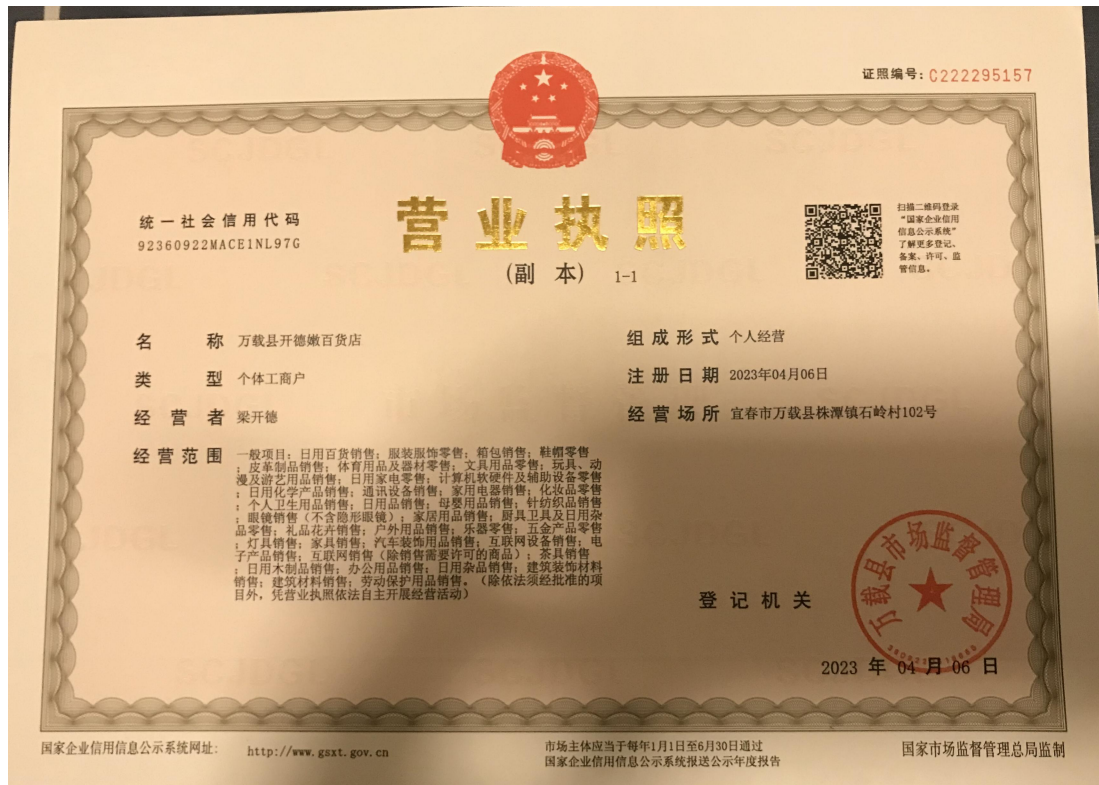 证照编号：C222295157
统一社会信用代码
92360922MACE1NL97G
营业执照
（副 本） 1-1
扫描二维码登录
“国家企业信用
信息公示系统”
了解更多登记、
备案、许可、监
管信息。
名 称 万载县开德嫩百货店
类 型 个体工商户
经 营 者 梁开德
经 营 范 围 一般项目：日用百货销售；服装服饰零售；箱包销售；鞋帽零售
；皮革制品销售；体育用品及器材零售；文具用品零售；玩具、动
漫及游艺用品销售；日用家电零售；计算机软硬件及辅助设备零售
；日用化学产品销售；通讯设备销售；家用电器销售；化妆品零售
；个人卫生用品销售；日用品销售；母婴用品销售；针纺织品销售
；眼镜销售（不含隐形眼镜）；家居用品销售；厨具卫具及日用杂
品零售；礼品花卉销售；户外用品销售；乐器零售；五金产品零售
；灯具销售；家具销售；汽车装饰用品销售；互联网设备销售；电
子产品销售；互联网销售（除销售需要许可的商品）；茶具销售
；日用木制品销售；办公用品销售；日用杂品销售；建筑装饰材料
销售；建筑材料销售；劳动保护用品销售。（除依法须经批准的项
目外，凭营业执照依法自主开展经营活动）
组 成 形 式 个人经营
注 册 日 期 2023年04月06日
经 营 场 所 宜春市万载县株潭镇石岭村102号
登 记 机 关
万载县市场监督管理局
2023 年 04 月 06 日
国家企业信用信息公示系统网址： http://www.gsxt.gov.cn
市场主体应当于每年1月1日至6月30日通过
国家企业信用信息公示系统报送公示年度报告
国家市场监督管理总局监制